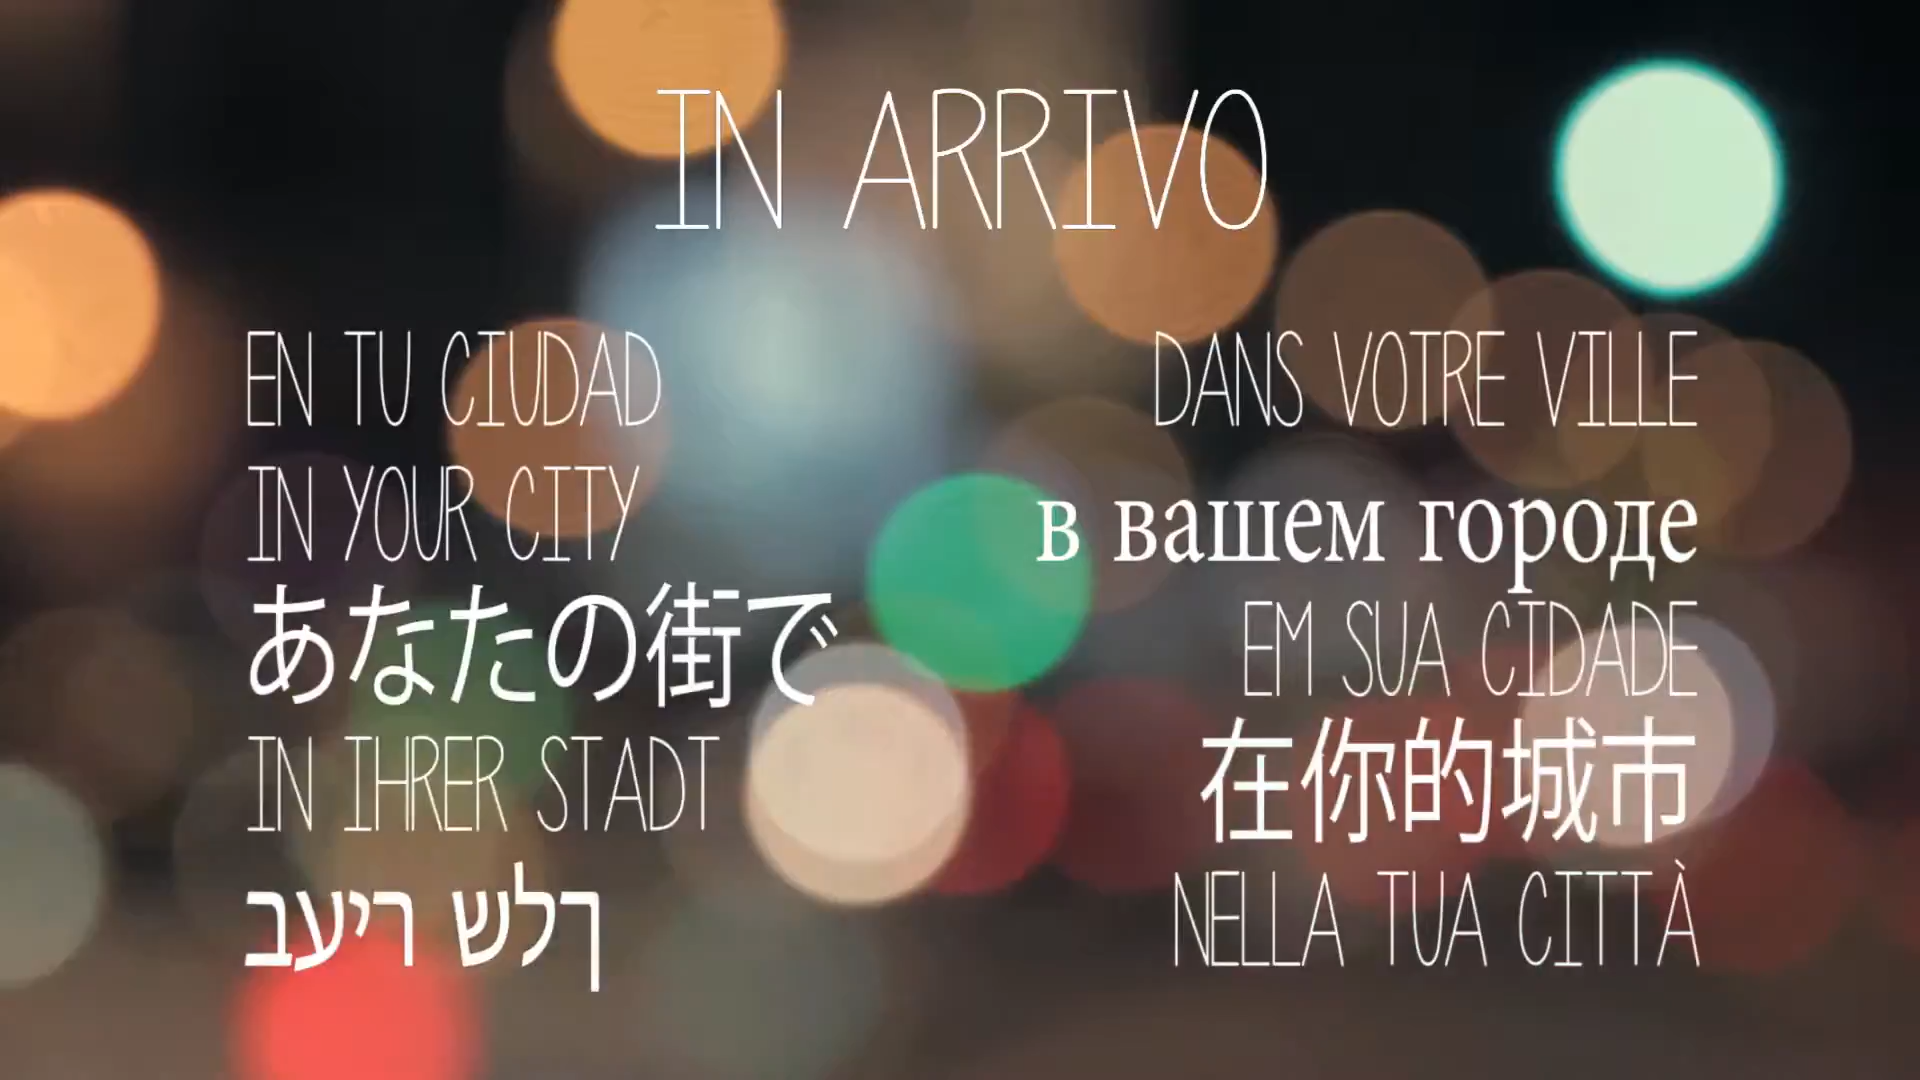 IN ARRIVO
EN TU CIUDAD
IN YOUR CITY
あなたの街で
IN IHRER STADT
ךלש ריעב
DANS VOTRE VILLE
в вашем городе
EM SUA CIDADE
在你的城市
NELLA TUA CITTÀ